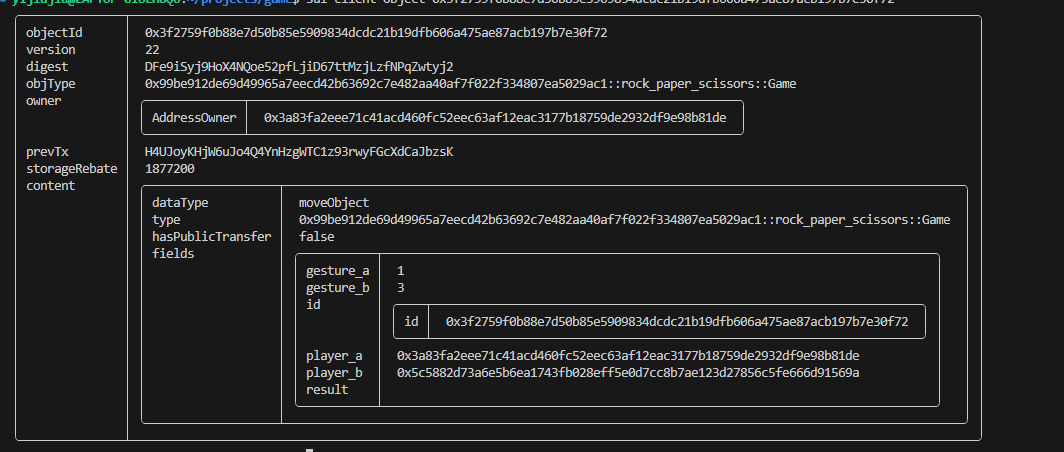 ~/projects/game$ sui client object 0x3f2759f0b88e7d50b85e5909834dcdc21b19dfb606a475ae87acb197b7e30f72
objectId 0x3f2759f0b88e7d50b85e5909834dcdc21b19dfb606a475ae87acb197b7e30f72
version 22
digest DFe9iSyj9HoX4NQoe52pfLjiD67ttMzjLzfNPqZwtyj2
objType 0x99be912de69d49965a7eecd42b63692c7e482aa40af7f022f334807ea5029ac1::rock_paper_scissors::Game
owner
AddressOwner 0x3a83fa2eee71c41acd460fc52eec63af12eac3177b18759de2932df9e98b81de
prevTx H4UJoyKHjW6uJo4Q4YnHzgWTC1z93rwyFGcXdCaJbzsK
storageRebate 1877200
content
dataType moveObject
type 0x99be912de69d49965a7eecd42b63692c7e482aa40af7f022f334807ea5029ac1::rock_paper_scissors::Game
hasPublicTransfer false
fields
gesture_a 1
gesture_b 3
id
id 0x3f2759f0b88e7d50b85e5909834dcdc21b19dfb606a475ae87acb197b7e30f72
player_a 0x3a83fa2eee71c41acd460fc52eec63af12eac3177b18759de2932df9e98b81de
player_b 0x5c5882d73a6e5b6ea1743fb028eff5e0d7cc8b7ae123d27856c5fe666d91569a
result